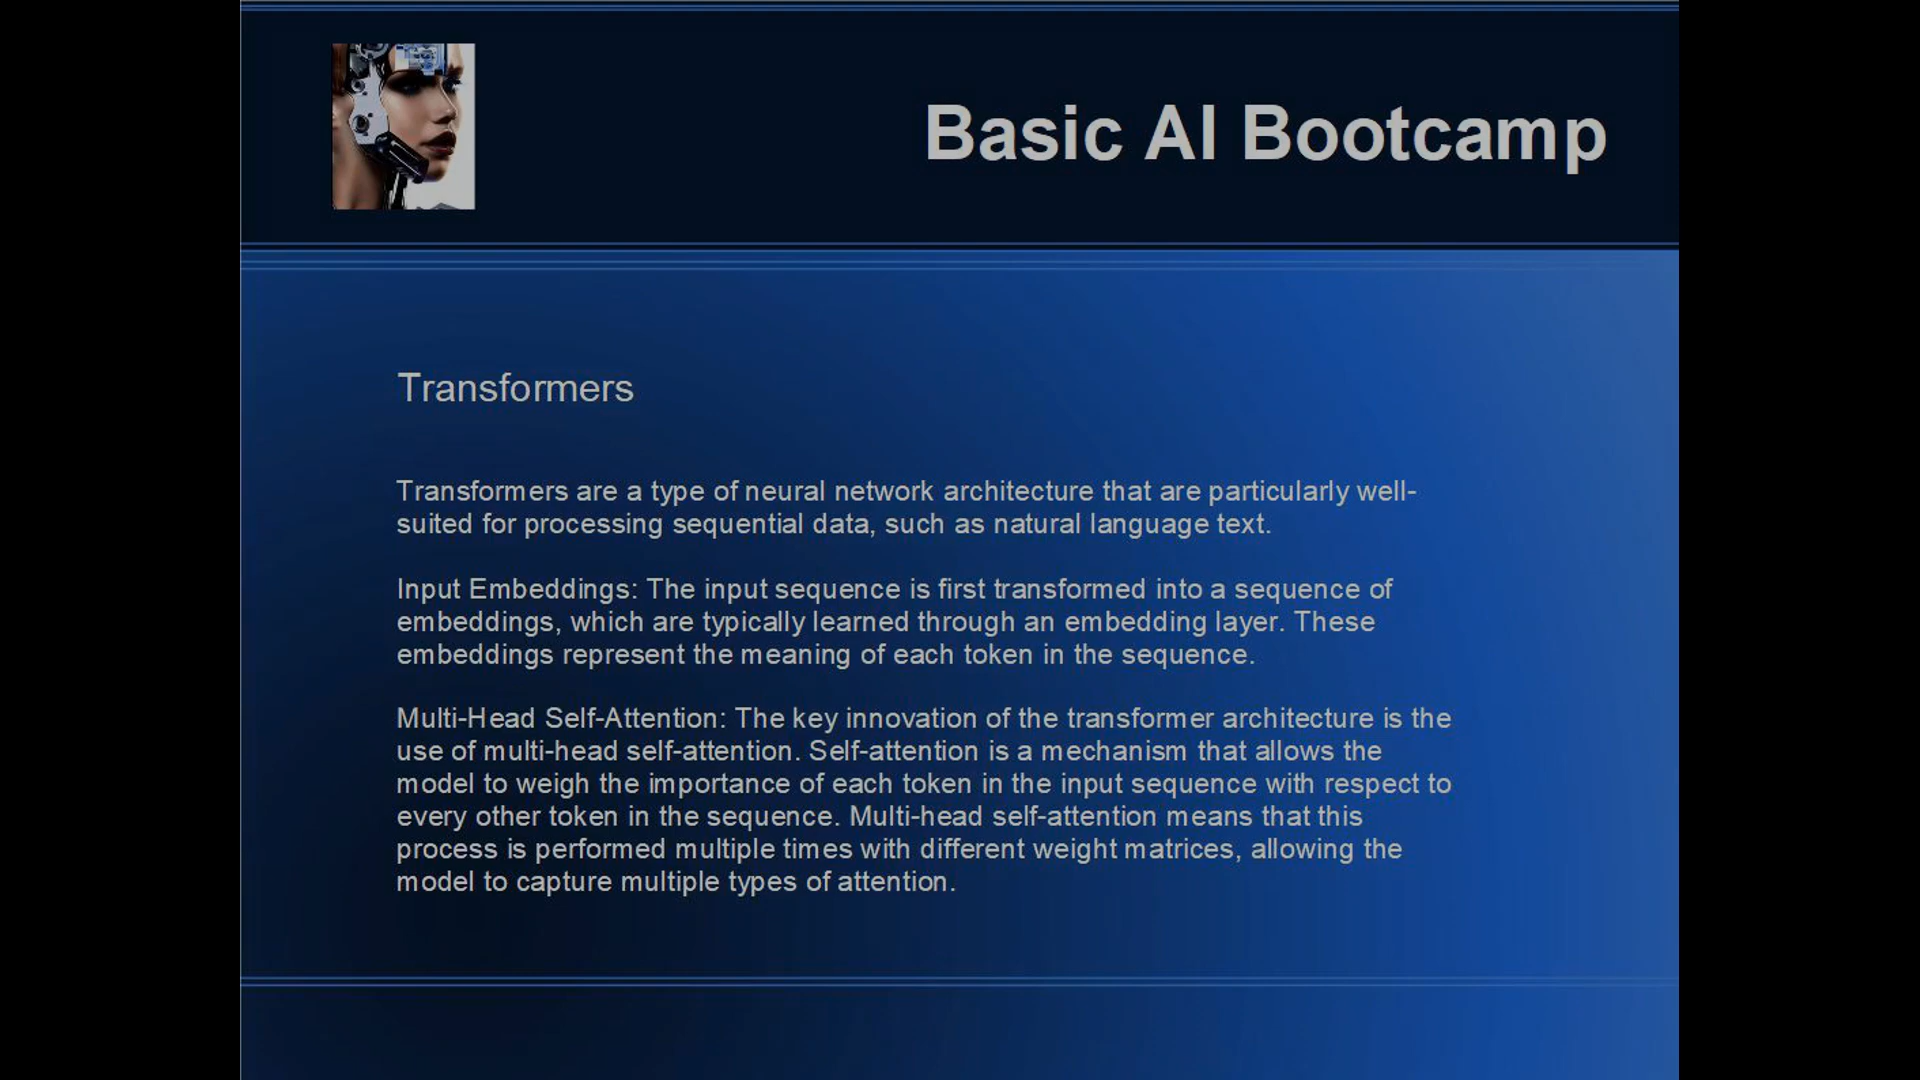 Basic AI Bootcamp
Transformers
Transformers are a type of neural network architecture that are particularly well-
suited for processing sequential data, such as natural language text.
Input Embeddings: The input sequence is first transformed into a sequence of
embeddings, which are typically learned through an embedding layer. These
embeddings represent the meaning of each token in the sequence.
Multi-Head Self-Attention: The key innovation of the transformer architecture is the
use of multi-head self-attention. Self-attention is a mechanism that allows the
model to weigh the importance of each token in the input sequence with respect to
every other token in the sequence. Multi-head self-attention means that this
process is performed multiple times with different weight matrices, allowing the
model to capture multiple types of attention.